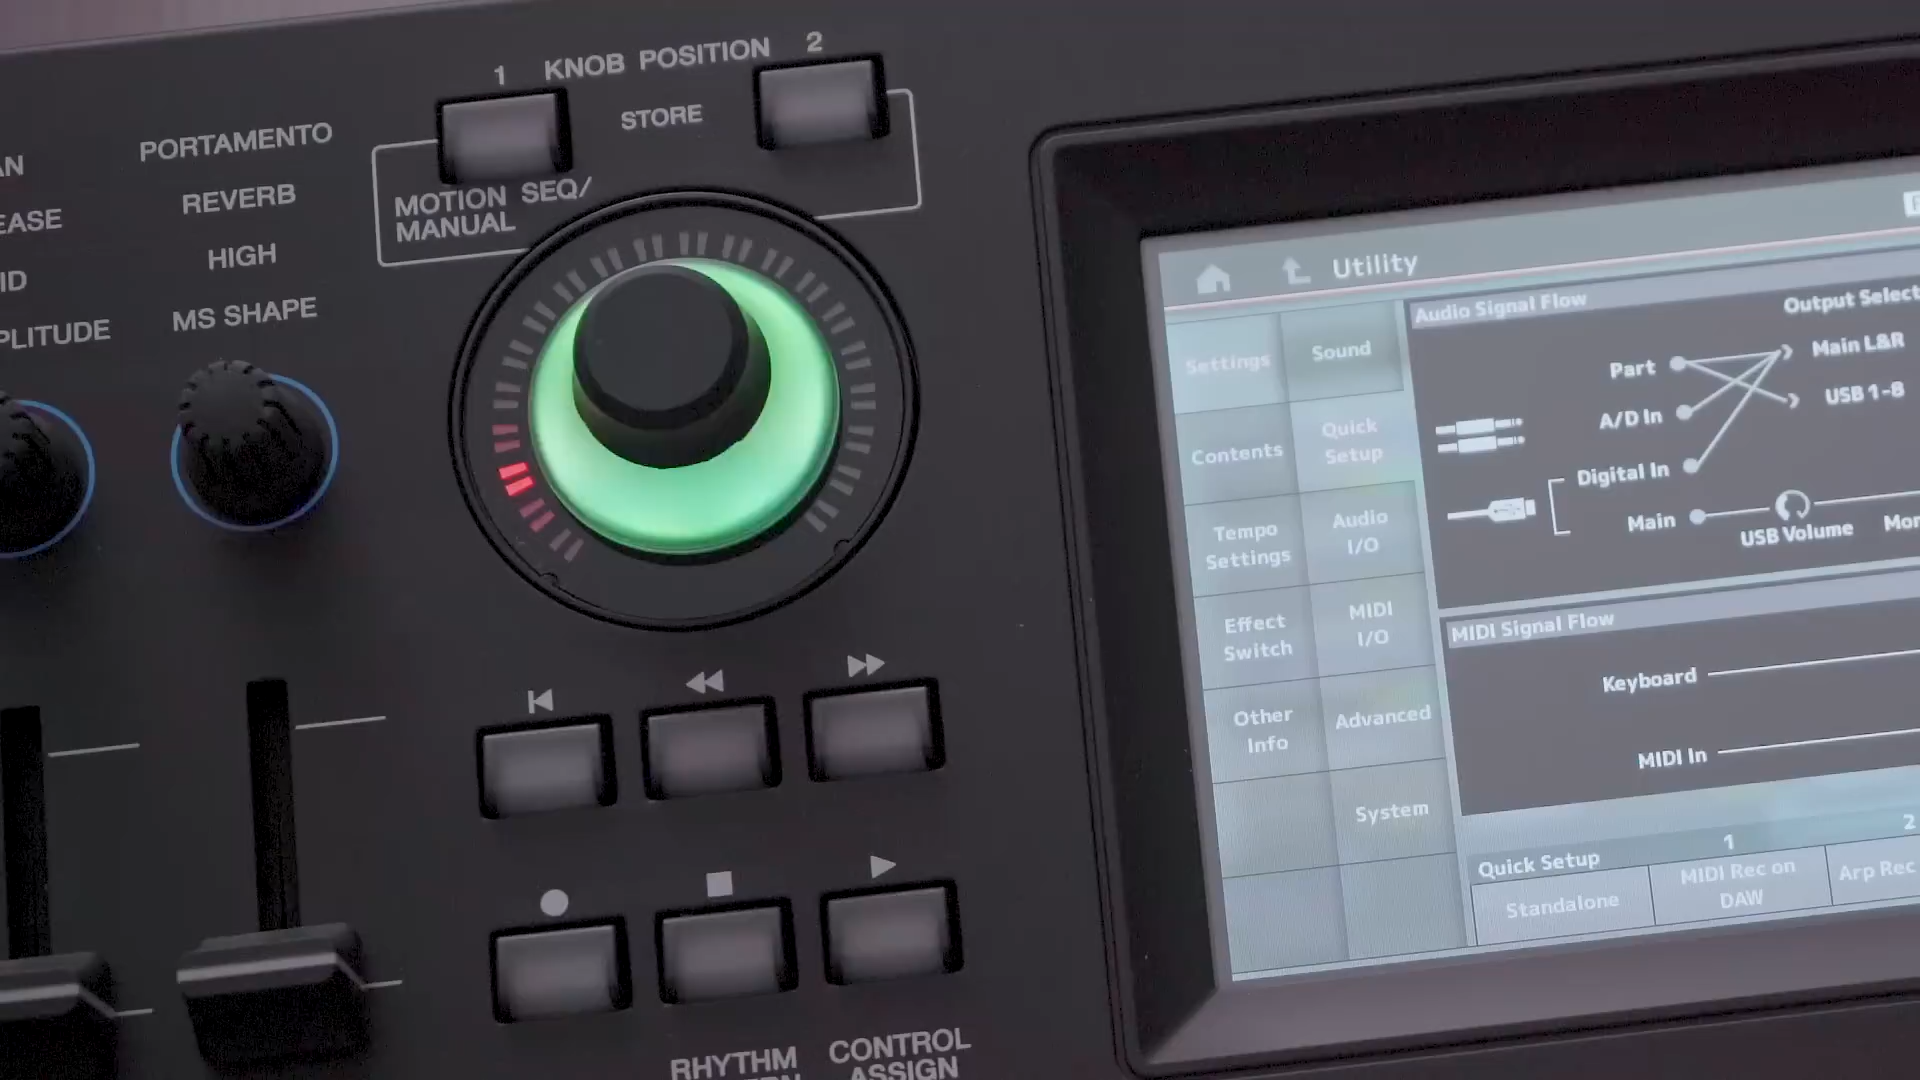 1
KNOB POSITION
2
STORE
MOTION SEQ/
MANUAL
PORTAMENTO
REVERB
HIGH
MS SHAPE
RHYTHM
CONTROL
ASSIGN
Utility
Settings
Sound
Contents
Quick
Setup
Tempo
Settings
Audio
I/O
Effect
Switch
MIDI
I/O
Other
Info
Advanced
System
Audio Signal Flow
Output Select
Part
Main L&R
A/D In
USB 1-8
Digital In
Main
USB Volume
MIDI Signal Flow
Keyboard
MIDI In
Quick Setup
1
2
Standalone
MIDI Rec on
DAW
Arp Rec